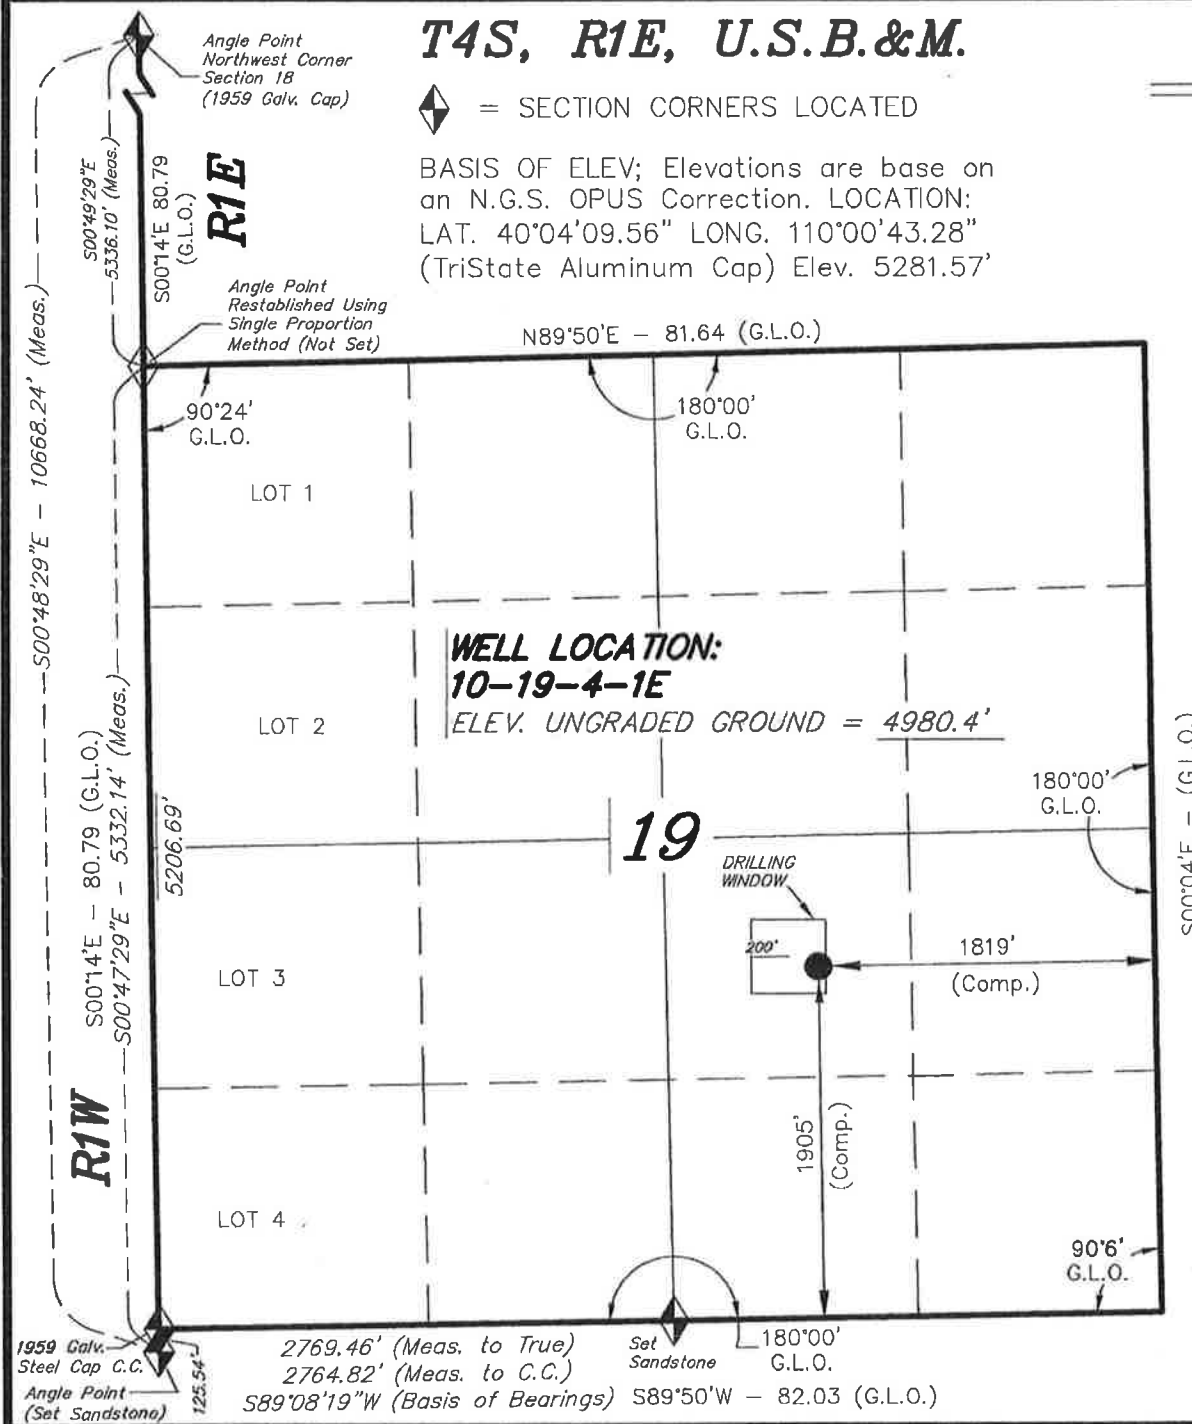 T4S, R1E, U.S.B.&M.
Angle Point
Northwest Corner
Section 18
(1959 Galv. Cap)
= SECTION CORNERS LOCATED
BASIS OF ELEV; Elevations are base on
an N.G.S. OPUS Correction. LOCATION:
LAT. 40°04'09.56" LONG. 110°00'43.28"
(TriState Aluminum Cap) Elev. 5281.57'
S00°49'29"E
5336.10' (Meas.)
S00°14'E 80.79
(G.L.O.)
R1E
Angle Point
Restablished Using
Single Proportion
Method (Not Set)
N89°50'E - 81.64 (G.L.O.)
90°24'
G.L.O.
180°00'
G.L.O.
S00°48'29"E - 10668.24' (Meas.)
LOT 1
WELL LOCATION:
10-19-4-1E
ELEV. UNGRADED GROUND = 4980.4'
LOT 2
S00°14'E - 80.79 (G.L.O.)
S00°47'29"E - 5332.14' (Meas.)
5206.69'
19
180°00'
G.L.O.
S00°04'E - (G.L.O.)
DRILLING
WINDOW
200'
1819'
(Comp.)
LOT 3
R1W
1905'
(Comp.)
LOT 4
90°6'
G.L.O.
1959 Galv.
Steel Cap C.C.
Angle Point
(Set Sandstone)
125.54'
2769.46' (Meas. to True)
2764.82' (Meas. to C.C.)
S89°08'19"W (Basis of Bearings)
Set
Sandstone
180°00'
G.L.O.
S89°50'W - 82.03 (G.L.O.)